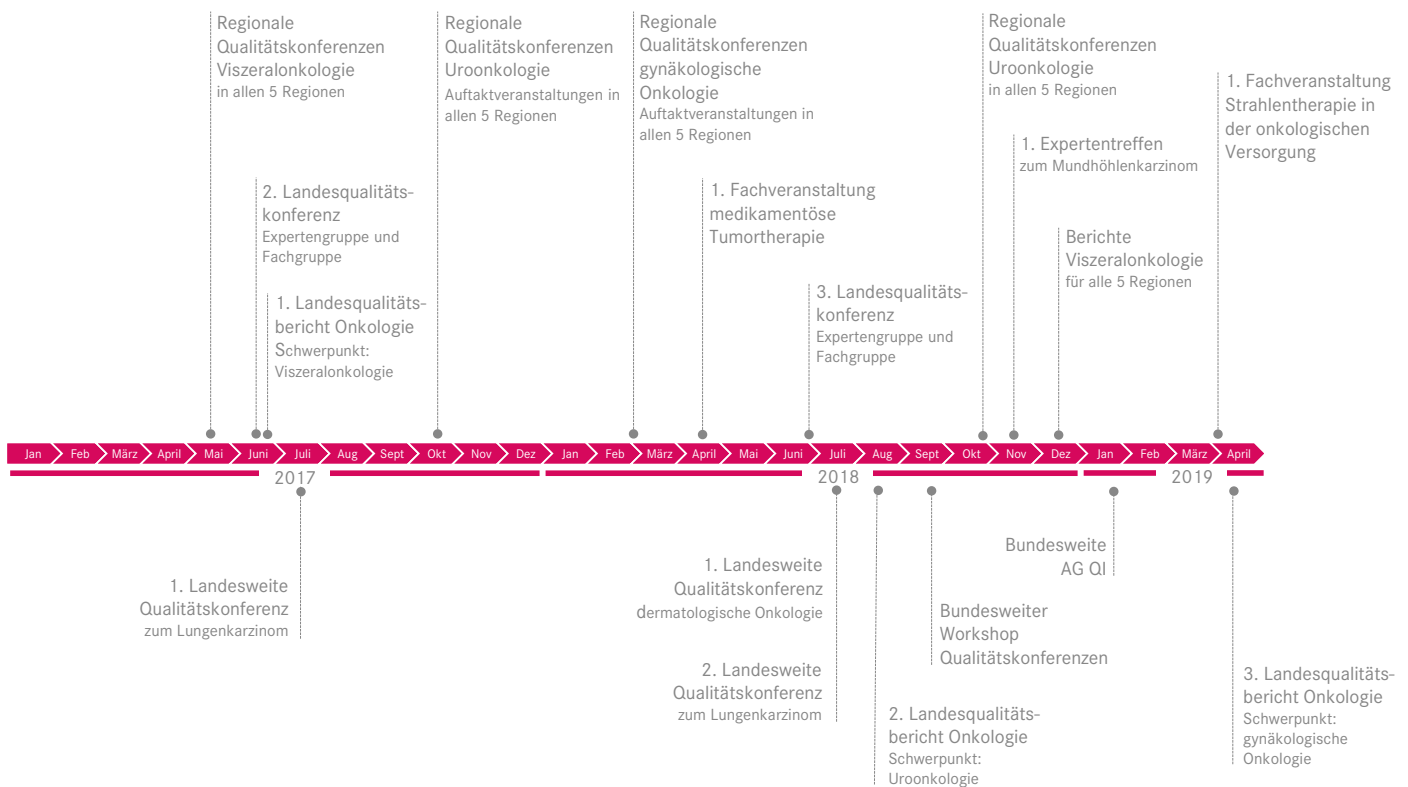 Regionale
Qualitätskonferenzen
Viszeralonkologie
in allen 5 Regionen
Regionale
Qualitätskonferenzen
Uroonkologie
Auftaktveranstaltungen in
allen 5 Regionen
Regionale
Qualitätskonferenzen
gynäkologische
Onkologie
Auftaktveranstaltungen in
allen 5 Regionen
Regionale
Qualitätskonferenzen
Uroonkologie
in allen 5 Regionen
1. Fachveranstaltung
Strahlentherapie in
der onkologischen
Versorgung
1. Expertentreffen
zum Mundhöhlenkarzinom
2. Landesqualitäts-
konferenz
Expertengruppe und
Fachgruppe
1. Fachveranstaltung
medikamentöse
Tumortherapie
Berichte
Viszeralonkologie
für alle 5 Regionen
1. Landesqualitäts-
bericht Onkologie
Schwerpunkt:
Viszeralonkologie
3. Landesqualitäts-
konferenz
Expertengruppe und
Fachgruppe
Jan Feb März April Mai Juni Juli Aug Sept Okt Nov Dez Jan Feb März April Mai Juni Juli Aug Sept Okt Nov Dez Jan Feb März April
2017 2018 2019
1. Landesweite
Qualitätskonferenz
zum Lungenkarzinom
1. Landesweite
Qualitätskonferenz
dermatologische Onkologie
2. Landesweite
Qualitätskonferenz
zum Lungenkarzinom
2. Landesqualitäts-
bericht Onkologie
Schwerpunkt:
Uroonkologie
Bundesweiter
Workshop
Qualitätskonferenzen
Bundesweite
AG QI
3. Landesqualitäts-
bericht Onkologie
Schwerpunkt:
gynäkologische
Onkologie